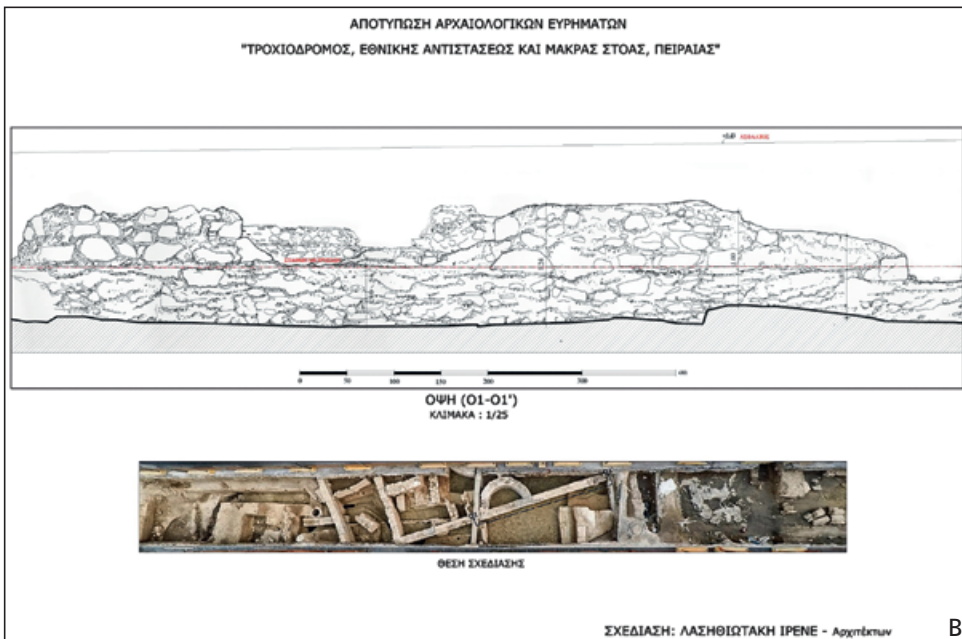 ΑΠΟΤΥΠΩΣΗ ΑΡΧΑΙΟΛΟΓΙΚΩΝ ΕΥΡΗΜΑΤΩΝ
"ΤΡΟΧΙΟΔΡΟΜΟΣ, ΕΘΝΙΚΗΣ ΑΝΤΙΣΤΑΣΕΩΣ ΚΑΙ ΜΑΚΡΑΣ ΣΤΟΑΣ, ΠΕΙΡΑΙΑΣ"
0 50 100 150 200 300 400
ΟΨΗ (Ο1-Ο1')
ΚΛΙΜΑΚΑ : 1/25
ΘΕΣΗ ΣΧΕΔΙΑΣΗΣ
ΣΧΕΔΙΑΣΗ: ΛΑΣΗΘΙΩΤΑΚΗ ΙΡΕΝΕ - Αρχιτέκτων
B